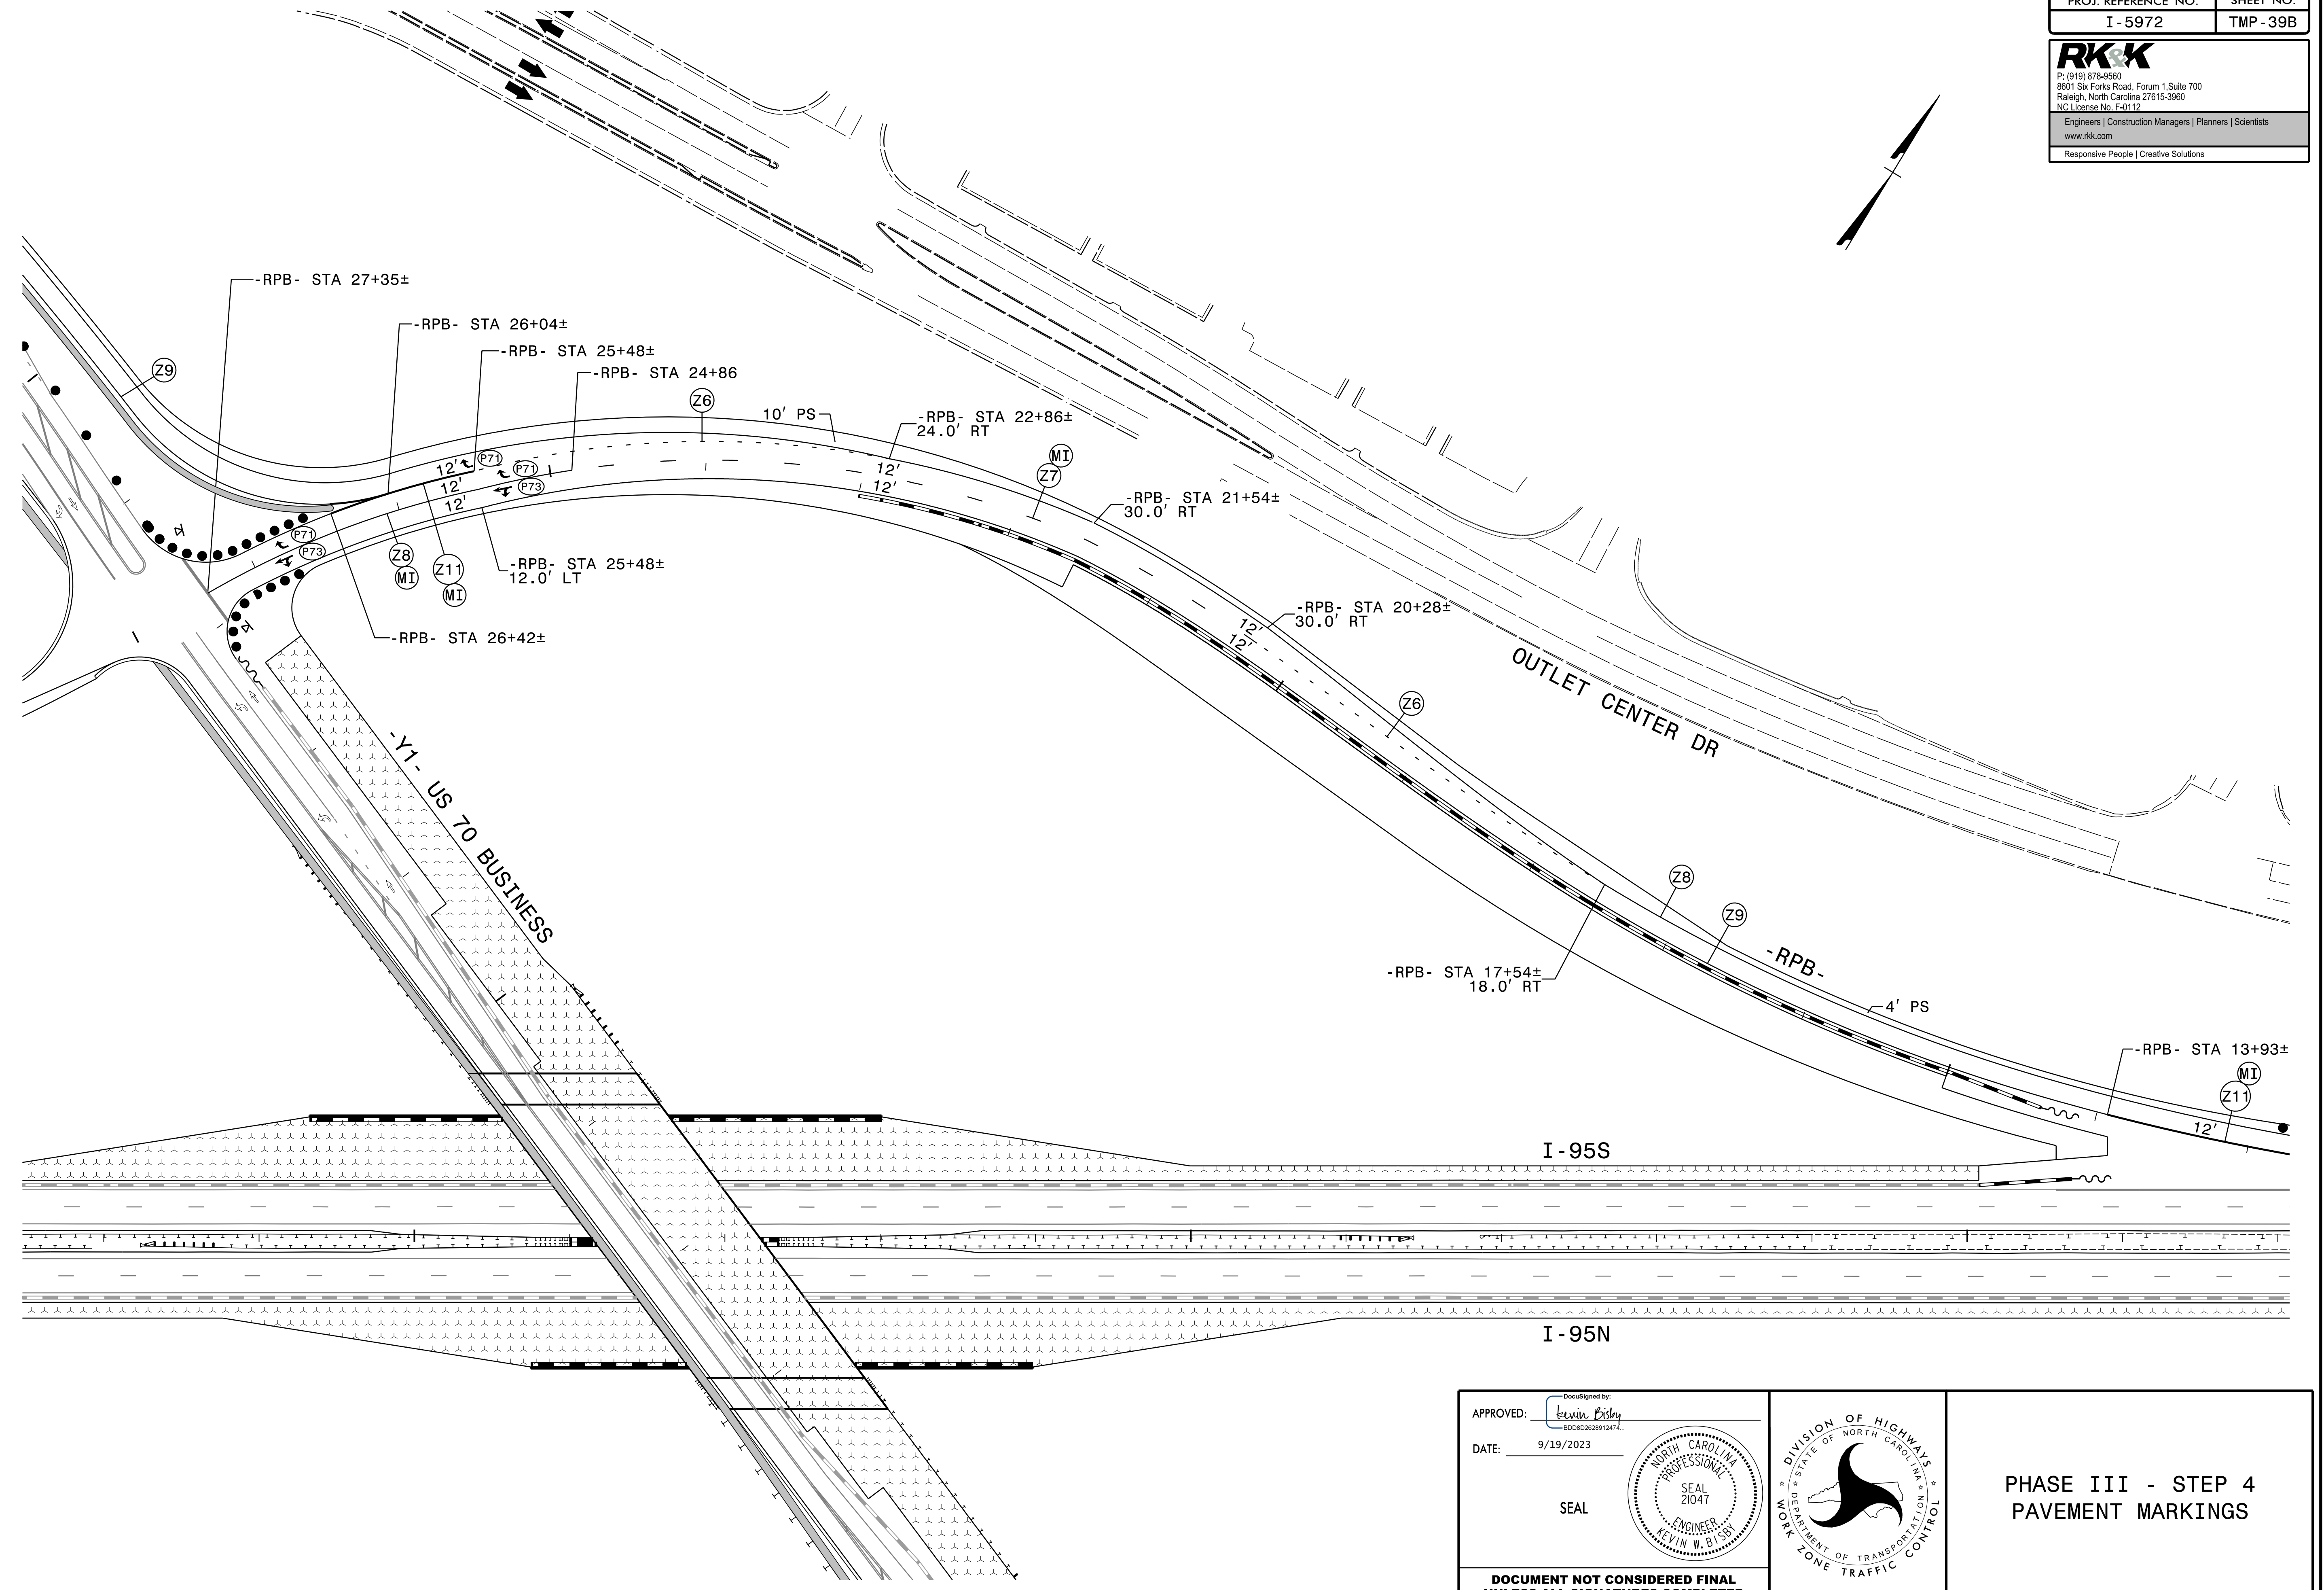 PROJ. REFERENCE NO.
SHEET NO.
I-5972
TMP-39B
RK&K
P: (919) 878-9560
8601 Six Forks Road, Forum 1,Suite 700
Raleigh, North Carolina 27615-3960
NC License No. F-0112
Engineers | Construction Managers | Planners | Scientists
www.rkk.com
Responsive People | Creative Solutions
-RPB- STA 27+35±
-RPB- STA 26+04±
-RPB- STA 25+48±
-RPB- STA 24+86
Z9
Z6
10' PS
-RPB- STA 22+86±
24.0' RT
MI
Z7
12'
12'
-RPB- STA 21+54±
30.0' RT
12'
12'
12'
P71
P71
P73
P71
P73
Z8
MI
Z11
MI
-RPB- STA 25+48±
12.0' LT
-RPB- STA 26+42±
-RPB- STA 20+28±
30.0' RT
12'
12'
Z6
OUTLET CENTER DR
-Y1- US 70 BUSINESS
Z8
Z9
-RPB-
-RPB- STA 17+54±
18.0' RT
4' PS
-RPB- STA 13+93±
MI
Z11
12'
I-95S
I-95N
APPROVED:
DocuSigned by:
Kevin Bisby
BDD8D2628912474...
DATE:
9/19/2023
SEAL
NORTH CAROLINA
PROFESSIONAL
SEAL
21047
ENGINEER
KEVIN W. BISBY
DOCUMENT NOT CONSIDERED FINAL
UNLESS ALL SIGNATURES COMPLETED
DIVISION OF HIGHWAYS
STATE OF NORTH CAROLINA
DEPARTMENT OF TRANSPORTATION
WORK ZONE TRAFFIC CONTROL
PHASE III - STEP 4
PAVEMENT MARKINGS